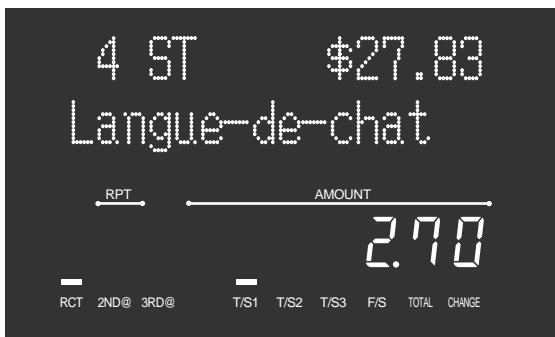 4 ST $27.83
Langue-de-chat
RPT AMOUNT
2.70
RCT 2ND@ 3RD@ T/S1 T/S2 T/S3 F/S TOTAL CHANGE